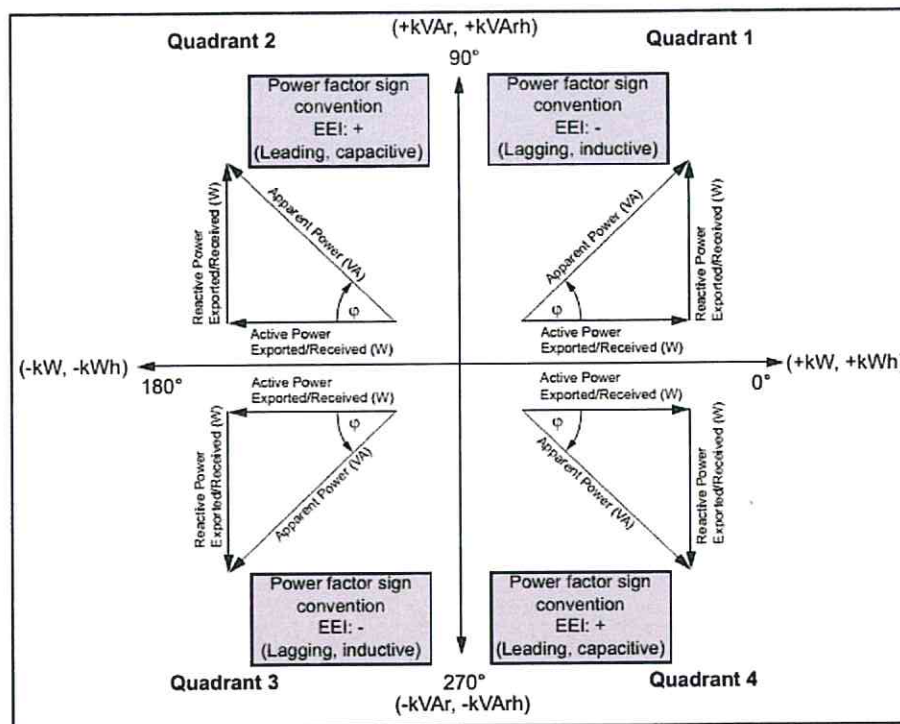 Quadrant 2
(+kVAr, +kVArh)
Quadrant 1
90°
Power factor sign
convention
EEI: +
(Leading, capacitive)
Power factor sign
convention
EEI: -
(Lagging, inductive)
Reactive Power
Exported/Received (W)
Apparent Power (VA)
φ
Active Power
Exported/Received (W)
Apparent Power (VA)
φ
Active Power
Exported/Received (W)
Reactive Power
Exported/Received (W)
(-kW, -kWh)
180°
(+kW, +kWh)
0°
Active Power
Exported/Received (W)
φ
Reactive Power
Exported/Received (W)
Apparent Power (VA)
Active Power
Exported/Received (W)
φ
Apparent Power (VA)
Reactive Power
Exported/Received (W)
Power factor sign
convention
EEI: -
(Lagging, inductive)
Power factor sign
convention
EEI: +
(Leading, capacitive)
Quadrant 3
270°
(-kVAr, -kVArh)
Quadrant 4